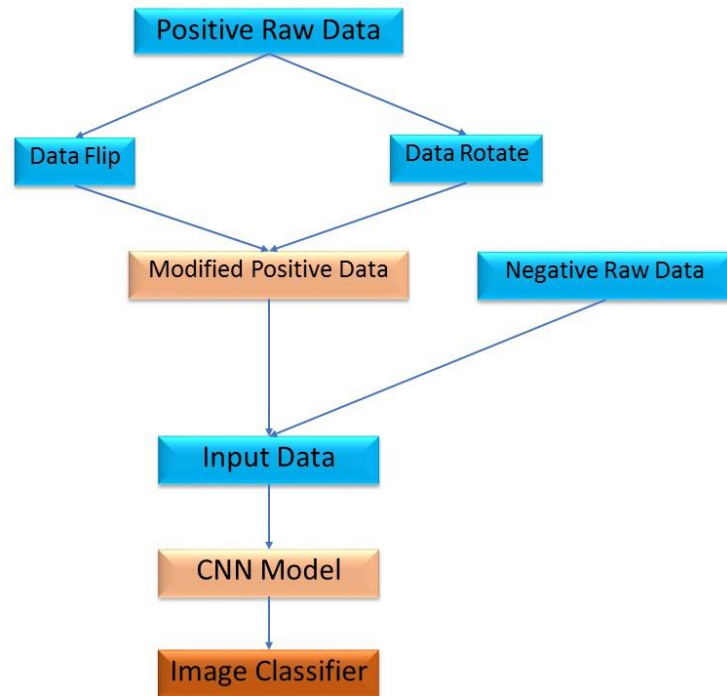 Positive Raw Data
Data Flip
Data Rotate
Modified Positive Data
Negative Raw Data
Input Data
CNN Model
Image Classifier